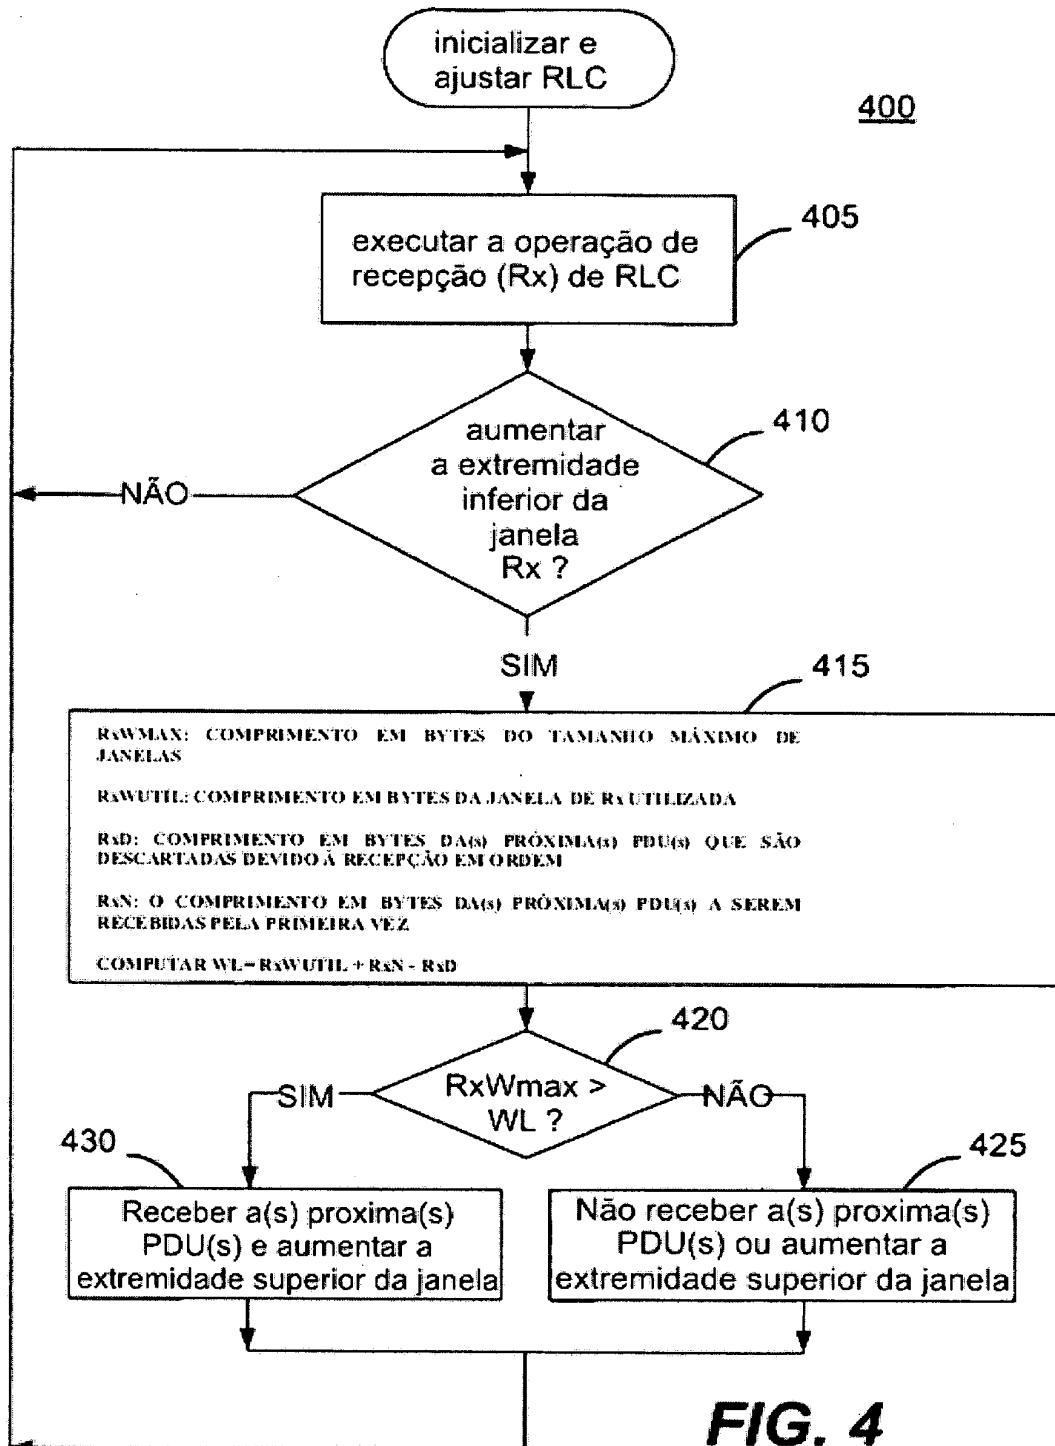 inicializar e
ajustar RLC
400
405
executar a operação de
recepção (Rx) de RLC
410
aumentar
a extremidade
inferior da
janela
Rx ?
NÃO
SIM
415
RxWMAX: COMPRIMENTO EM BYTES DO TAMANHO MÁXIMO DE
JANELAS
RxWUTIL: COMPRIMENTO EM BYTES DA JANELA DE Rx UTILIZADA
RxD: COMPRIMENTO EM BYTES DA(s) PRÓXIMA(s) PDU(s) QUE SÃO
DESCARTADAS DEVIDO À RECEPÇÃO EM ORDEM
RxN: O COMPRIMENTO EM BYTES DA(s) PRÓXIMA(s) PDU(s) A SEREM
RECEBIDAS PELA PRIMEIRA VEZ
COMPUTAR WL=RxWUTIL + RxN - RxD
420
RxWmax >
WL ?
SIM
NÃO
430
425
Receber a(s) proxima(s)
PDU(s) e aumentar a
extremidade superior da janela
Não receber a(s) proxima(s)
PDU(s) ou aumentar a
extremidade superior da janela
FIG. 4